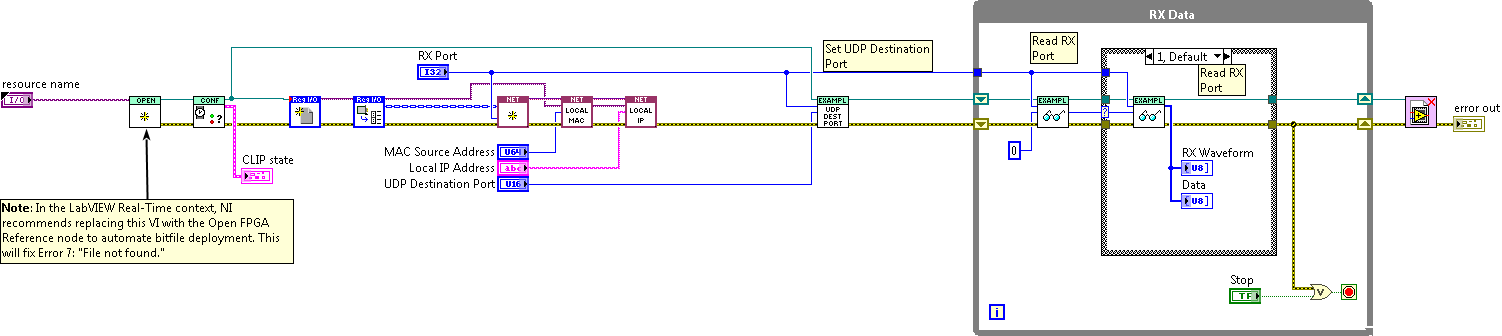 RX Data
Set UDP Destination
Port
Read RX
Port
1, Default
Read RX
Port
RX Port
I32
resource name
I/O
OPEN
CONF
?
Reg I/O
Reg I/O
NET
NET
LOCAL
MAC
NET
LOCAL
IP
EXAMPL
UDP
DEST
PORT
EXAMPL
EXAMPL
?
error out
0
MAC Source Address
U64
Local IP Address
abc
UDP Destination Port
U16
CLIP state
RX Waveform
U8
Data
U8
Note: In the LabVIEW Real-Time context, NI
recommends replacing this VI with the Open FPGA
Reference node to automate bitfile deployment. This
will fix Error 7: "File not found."
Stop
TF
V
i